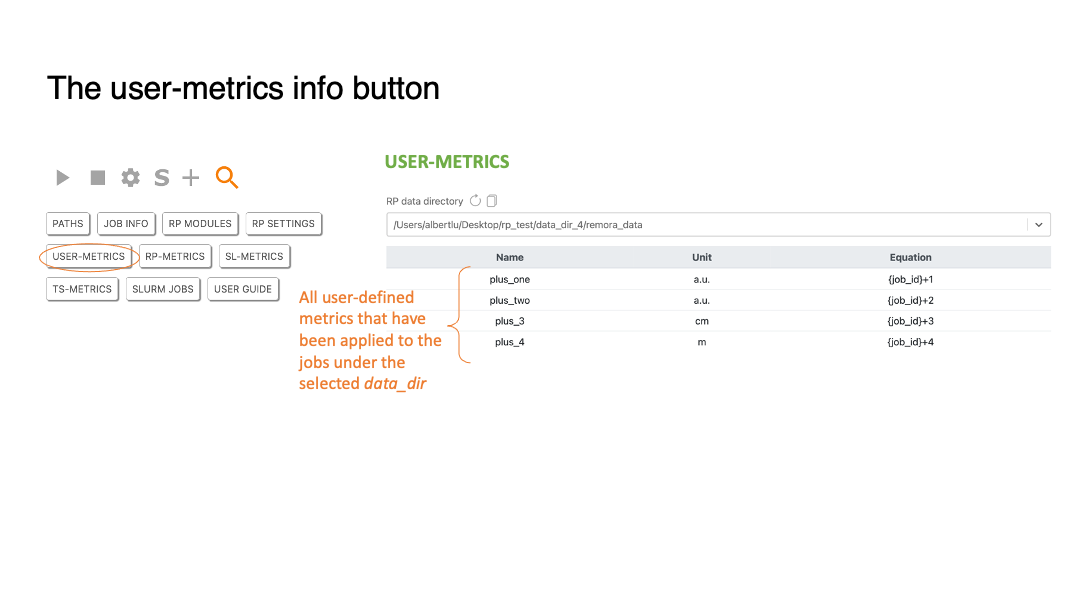 The user-metrics info button
S
PATHS JOB INFO RP MODULES RP SETTINGS
USER-METRICS RP-METRICS SL-METRICS
TS-METRICS SLURM JOBS USER GUIDE
USER-METRICS
RP data directory
/Users/albertlu/Desktop/rp_test/data_dir_4/remora_data
Name Unit Equation
plus_one a.u. {job_id}+1
plus_two a.u. {job_id}+2
plus_3 cm {job_id}+3
plus_4 m {job_id}+4
All user-defined
metrics that have
been applied to the
jobs under the
selected data_dir